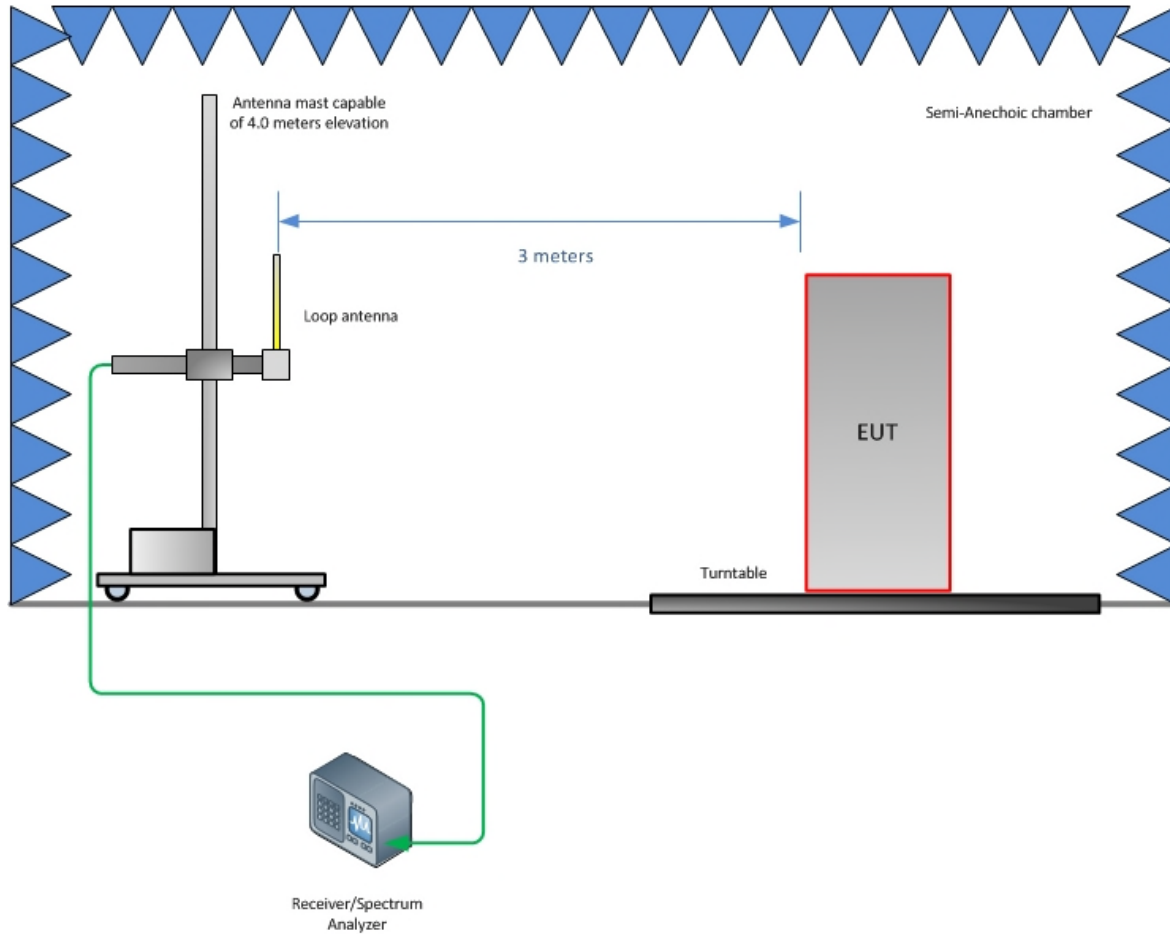 Antenna mast capable
of 4.0 meters elevation
Semi-Anechoic chamber
3 meters
Loop antenna
EUT
Turntable
Receiver/Spectrum
Analyzer